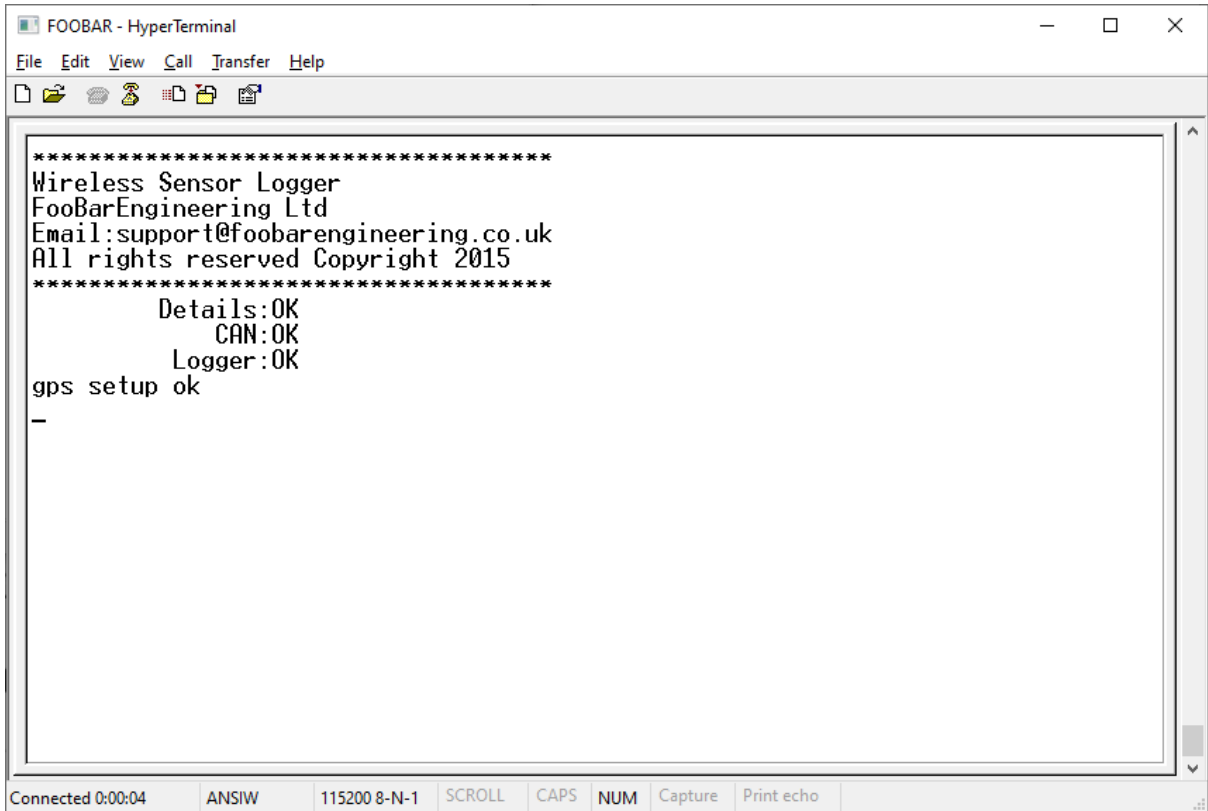 FOOBAR - HyperTerminal
File Edit View Call Transfer Help
*************************************
Wireless Sensor Logger
FooBarEngineering Ltd
Email:support@foobarengineering.co.uk
All rights reserved Copyright 2015
*************************************
Details:OK
CAN:OK
Logger:OK
gps setup ok
_
Connected 0:00:04 ANSIW 115200 8-N-1 SCROLL CAPS NUM Capture Print echo